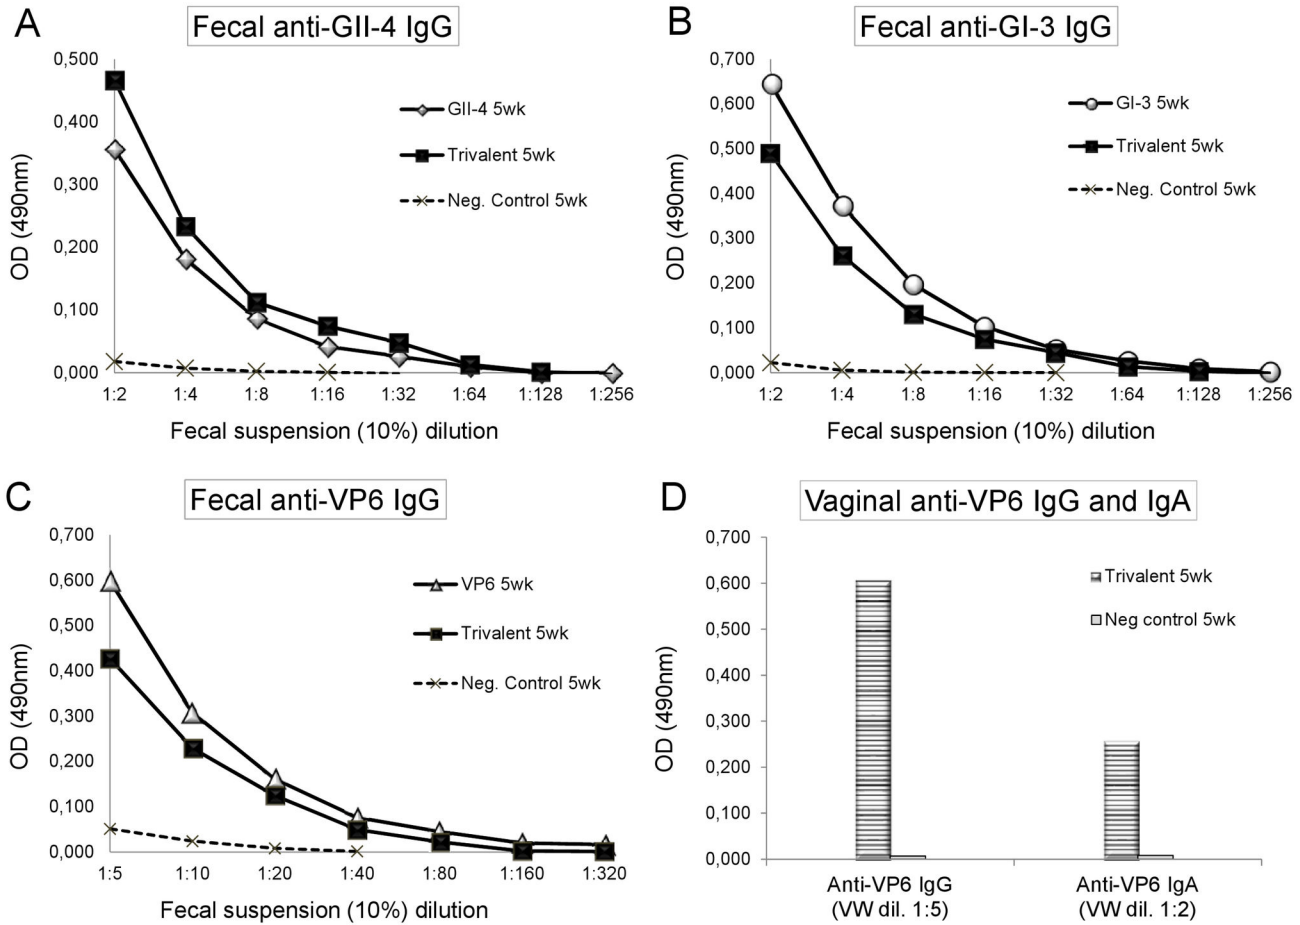 A
Fecal anti-GII-4 IgG
0,500
0,400
0,300
0,200
0,100
0,000
OD (490nm)
GII-4 5wk
Trivalent 5wk
Neg. Control 5wk
1:2 1:4 1:8 1:16 1:32 1:64 1:128 1:256
Fecal suspension (10%) dilution
B
Fecal anti-GI-3 IgG
0,700
0,600
0,500
0,400
0,300
0,200
0,100
0,000
OD (490nm)
GI-3 5wk
Trivalent 5wk
Neg. Control 5wk
1:2 1:4 1:8 1:16 1:32 1:64 1:128 1:256
Fecal suspension (10%) dilution
C
Fecal anti-VP6 IgG
0,700
0,600
0,500
0,400
0,300
0,200
0,100
0,000
OD (490nm)
VP6 5wk
Trivalent 5wk
Neg. Control 5wk
1:5 1:10 1:20 1:40 1:80 1:160 1:320
Fecal suspension (10%) dilution
D
Vaginal anti-VP6 IgG and IgA
0,700
0,600
0,500
0,400
0,300
0,200
0,100
0,000
OD (490nm)
Trivalent 5wk
Neg control 5wk
Anti-VP6 IgG
(VW dil. 1:5)
Anti-VP6 IgA
(VW dil. 1:2)